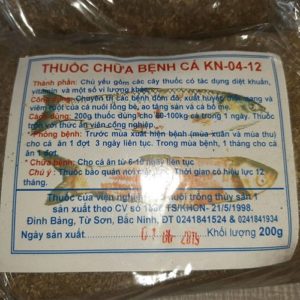 THUỐC CHỮA BỆNH CÁ KN-04-12
Thành phần: Chủ yếu gồm các cây thuốc có tác dụng diệt khuẩn,
vitamin và một số vi lượng khác
Công dụng: Chuyên trị các bệnh đốm đỏ, xuất huyết, thối mang và
viêm ruột của cá nuôi lồng bè, ao tăng sản và cá bố mẹ.
Cách dùng: 200g thuốc dùng cho 80-100kg cá trong 1 ngày. Thuốc
trộn với thức ăn viên công nghiệp.
- Phòng bệnh: Trước mùa xuất hiện bệnh (mùa xuân và mùa thu)
cho cá ăn 1 đợt 3 ngày liên tục. Trong mùa bệnh, 1 tháng cho cá
ăn 1 đợt.
- Chữa bệnh: Cho cá ăn từ 6-10 ngày liên tục
Chú ý: Thuốc bảo quản nơi khô, mát. Thời gian có hiệu lực 12
tháng.
Thuốc của viện nghiên nuôi trồng thủy sản 1
sản xuất theo CV số TS/KHCN- 21/5/1998.
Đình Bảng, Từ Sơn, Bắc Ninh, ĐT 0241841524 & 0241841934
Ngày sản xuất Khối lượng 200g